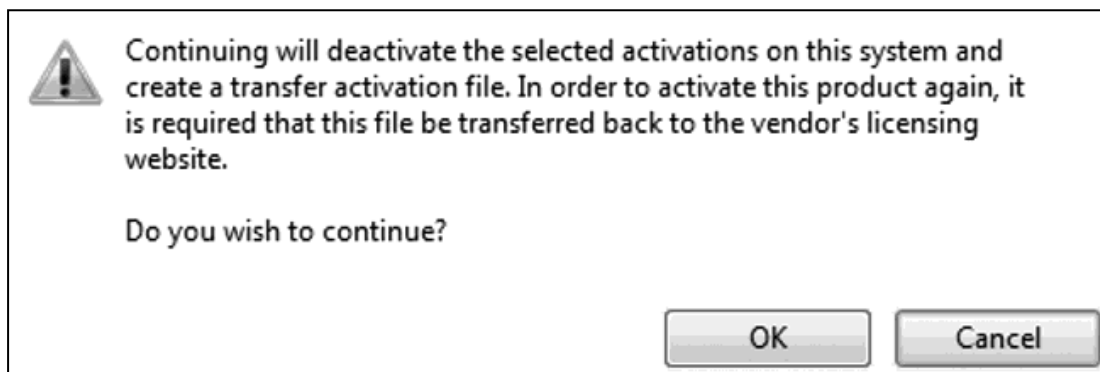 Continuing will deactivate the selected activations on this system and
create a transfer activation file. In order to activate this product again, it
is required that this file be transferred back to the vendor's licensing
website.
Do you wish to continue?
OK
Cancel